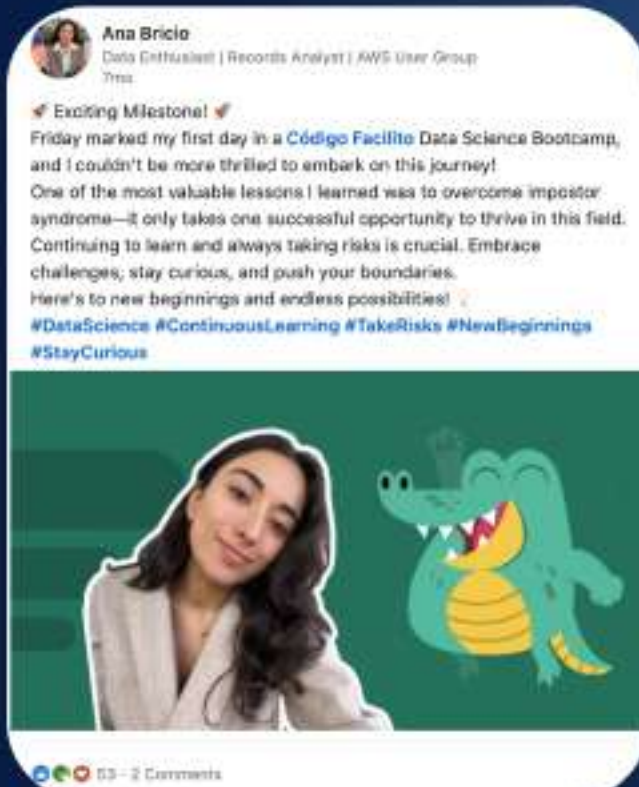 Ana Bricio
Data Enthusiast | Records Analyst | AWS User Group
7mo
🚀 Exciting Milestone! 🚀
Friday marked my first day in a Código Facilito Data Science Bootcamp,
and I couldn't be more thrilled to embark on this journey!
One of the most valuable lessons I learned was to overcome impostor
syndrome—it only takes one successful opportunity to thrive in this field.
Continuing to learn and always taking risks is crucial. Embrace
challenges, stay curious, and push your boundaries.
Here's to new beginnings and endless possibilities!
#DataScience #ContinuousLearning #TakeRisks #NewBeginnings
#StayCurious
53 - 2 Comments